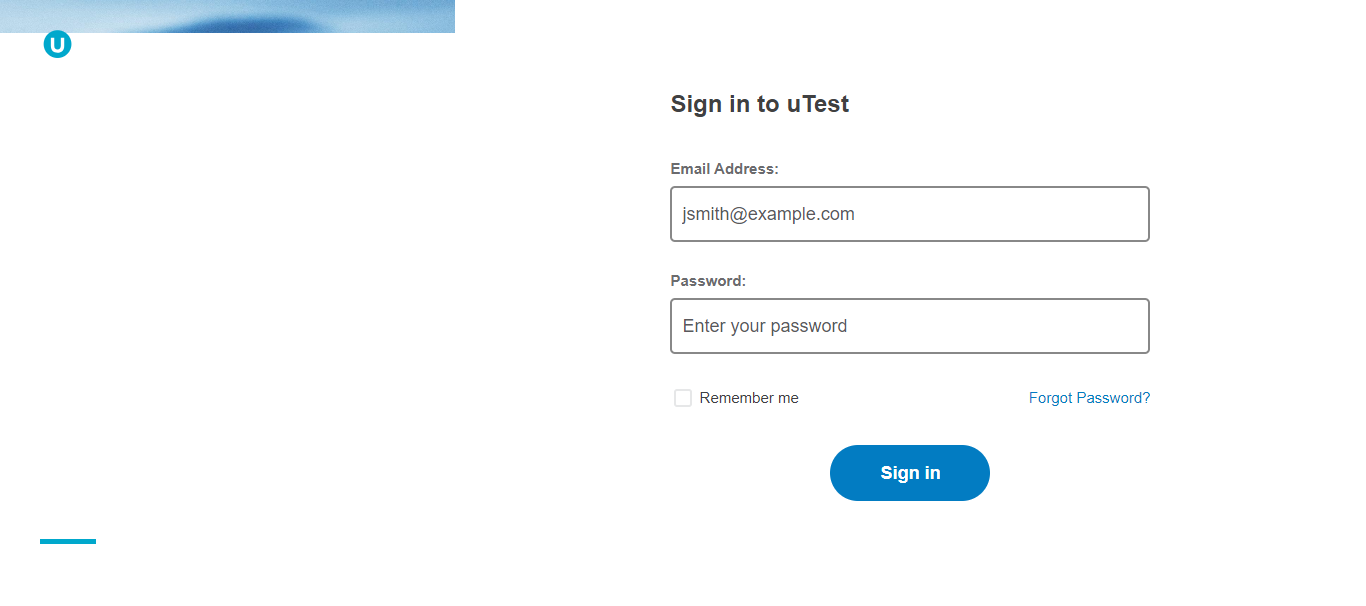 U
Sign in to uTest
Email Address:
jsmith@example.com
Password:
Enter your password
Remember me
Forgot Password?
Sign in